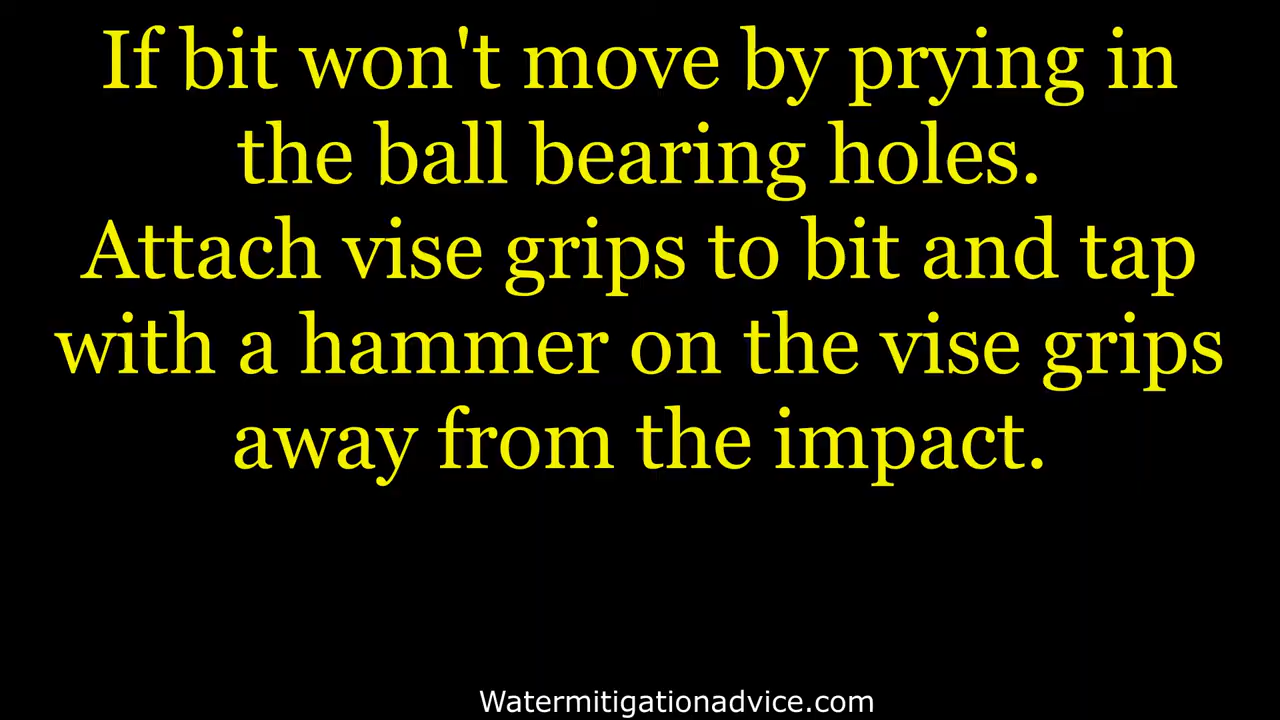 If bit won't move by prying in
the ball bearing holes.
Attach vise grips to bit and tap
with a hammer on the vise grips
away from the impact.
Watermitigationadvice.com